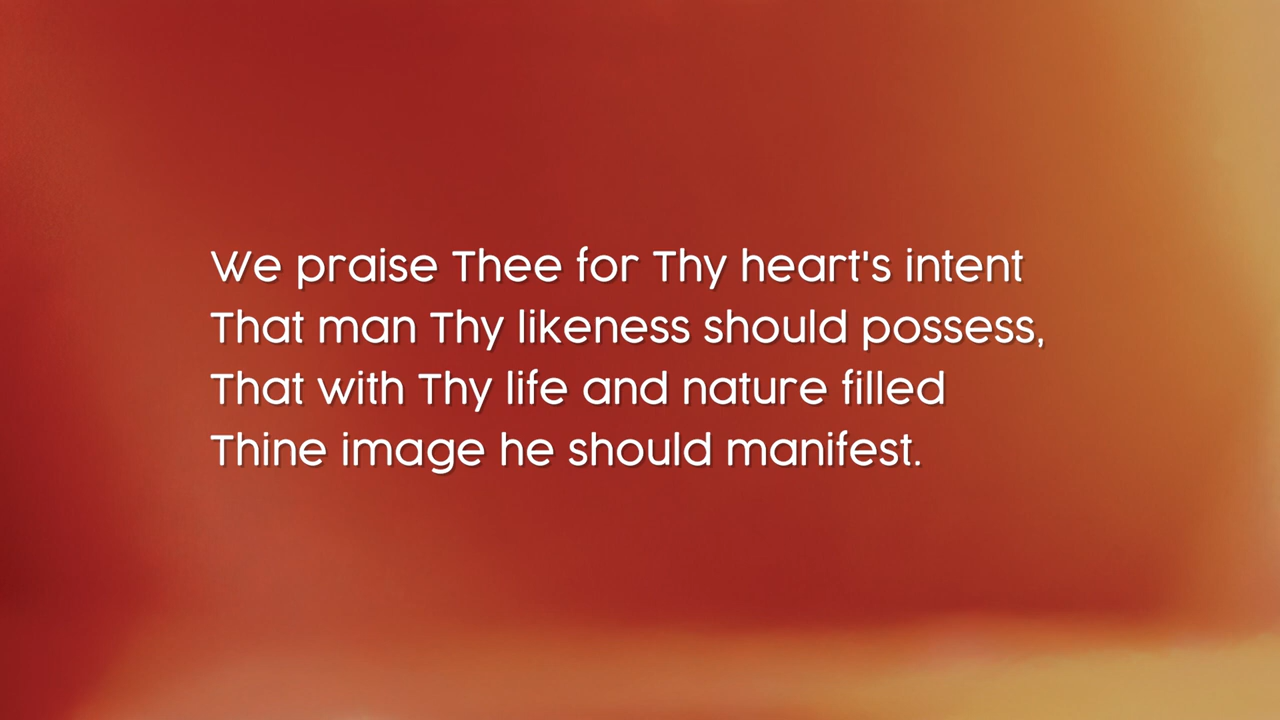 We praise Thee for Thy heart's intent
That man Thy likeness should possess,
That with Thy life and nature filled
Thine image he should manifest.